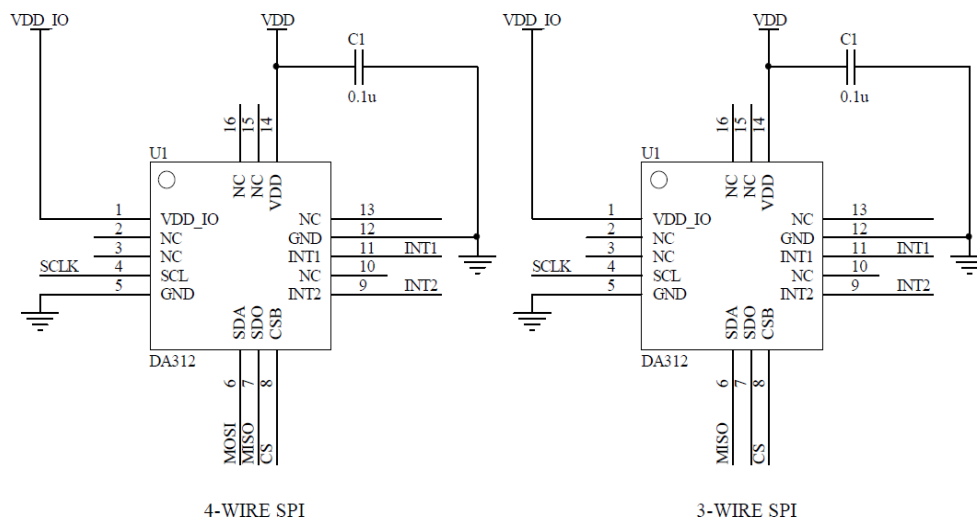 VDD_IO
VDD
C1
0.1u
16
15
14
U1
NC
NC
VDD
1 VDD_IO NC 13
2 NC GND 12
3 NC INT1 11 INT1
SCLK 4 SCL NC 10
5 GND INT2 9 INT2
SDA
SDO
CSB
DA312
6
7
8
MOSI
MISO
CS
4-WIRE SPI
VDD_IO
VDD
C1
0.1u
16
15
14
U1
NC
NC
VDD
1 VDD_IO NC 13
2 NC GND 12
3 NC INT1 11 INT1
SCLK 4 SCL NC 10
5 GND INT2 9 INT2
SDA
SDO
CSB
DA312
6
7
8
MISO
CS
3-WIRE SPI